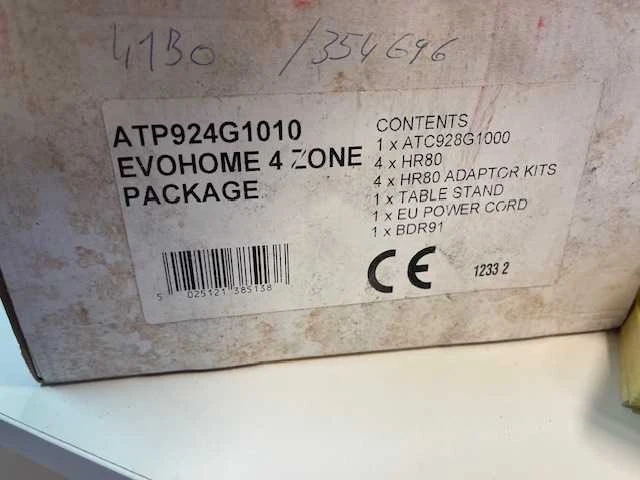 41B0 /354696
ATP924G1010
EVOHOME 4 ZONE
PACKAGE
CONTENTS
1 x ATC928G1000
4 x HR80
4 x HR80 ADAPTOR KITS
1 x TABLE STAND
1 x EU POWER CORD
1 x BDR91
5 025121 385138
CE
1233 2